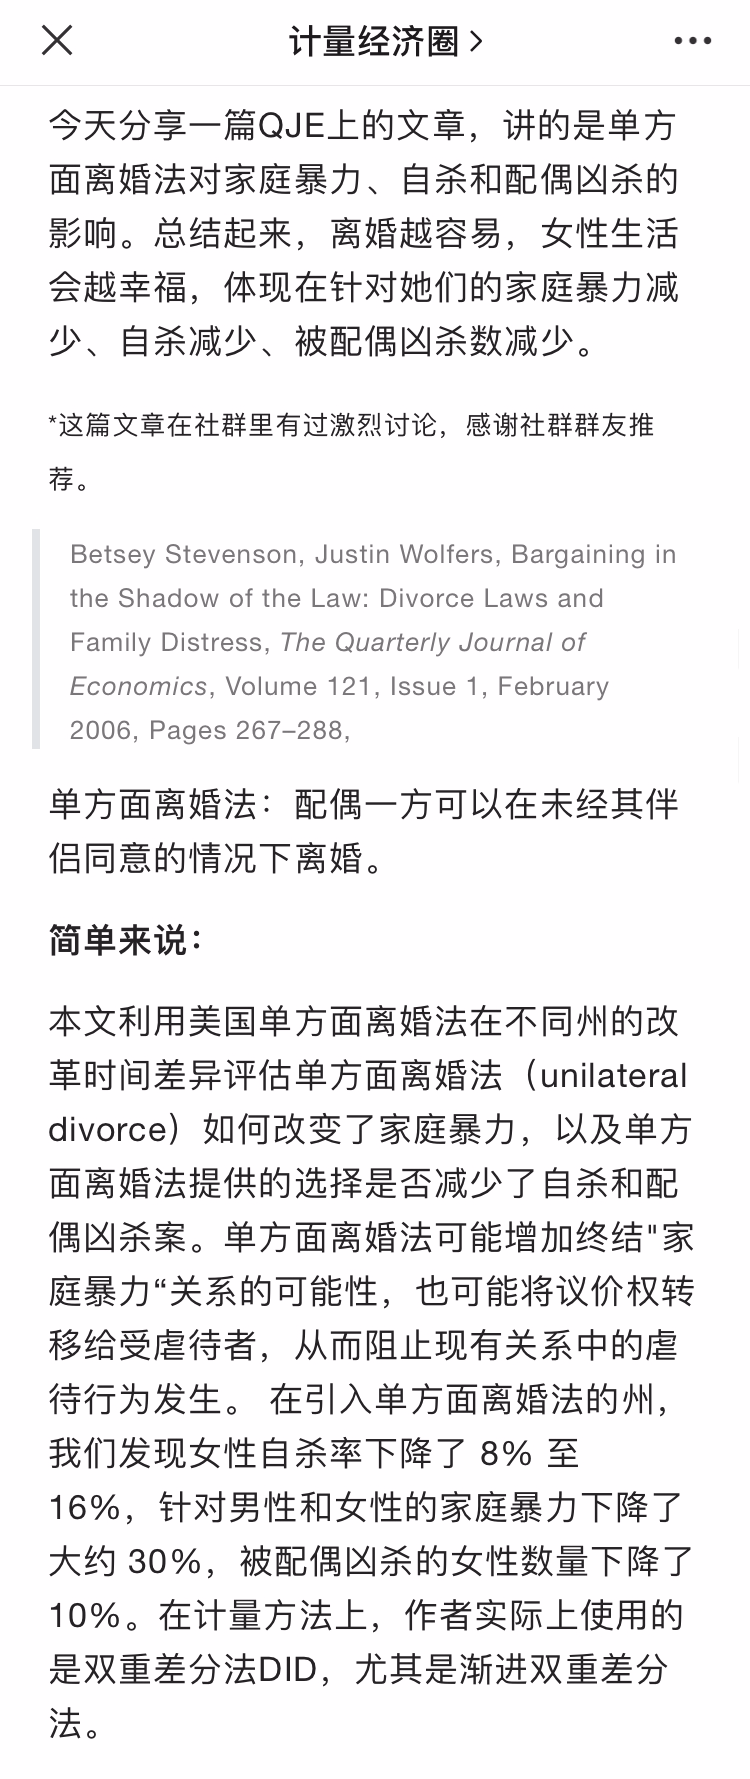 计量经济圈
今天分享一篇QJE上的文章，讲的是单方
面离婚法对家庭暴力、自杀和配偶凶杀的
影响。总结起来，离婚越容易，女性生活
会越幸福，体现在针对她们的家庭暴力减
少、自杀减少、被配偶凶杀数减少。
*这篇文章在社群里有过激烈讨论，感谢社群群友推
荐。
Betsey Stevenson, Justin Wolfers, Bargaining in
the Shadow of the Law: Divorce Laws and
Family Distress, The Quarterly Journal of
Economics, Volume 121, Issue 1, February
2006, Pages 267–288,
单方面离婚法：配偶一方可以在未经其伴
侣同意的情况下离婚。
简单来说：
本文利用美国单方面离婚法在不同州的改
革时间差异评估单方面离婚法（unilateral
divorce）如何改变了家庭暴力，以及单方
面离婚法提供的选择是否减少了自杀和配
偶凶杀案。单方面离婚法可能增加终结"家
庭暴力“关系的可能性，也可能将议价权转
移给受虐待者，从而阻止现有关系中的虐
待行为发生。 在引入单方面离婚法的州，
我们发现女性自杀率下降了 8% 至
16%，针对男性和女性的家庭暴力下降了
大约 30%，被配偶凶杀的女性数量下降了
10%。在计量方法上，作者实际上使用的
是双重差分法DID，尤其是渐进双重差分
法。